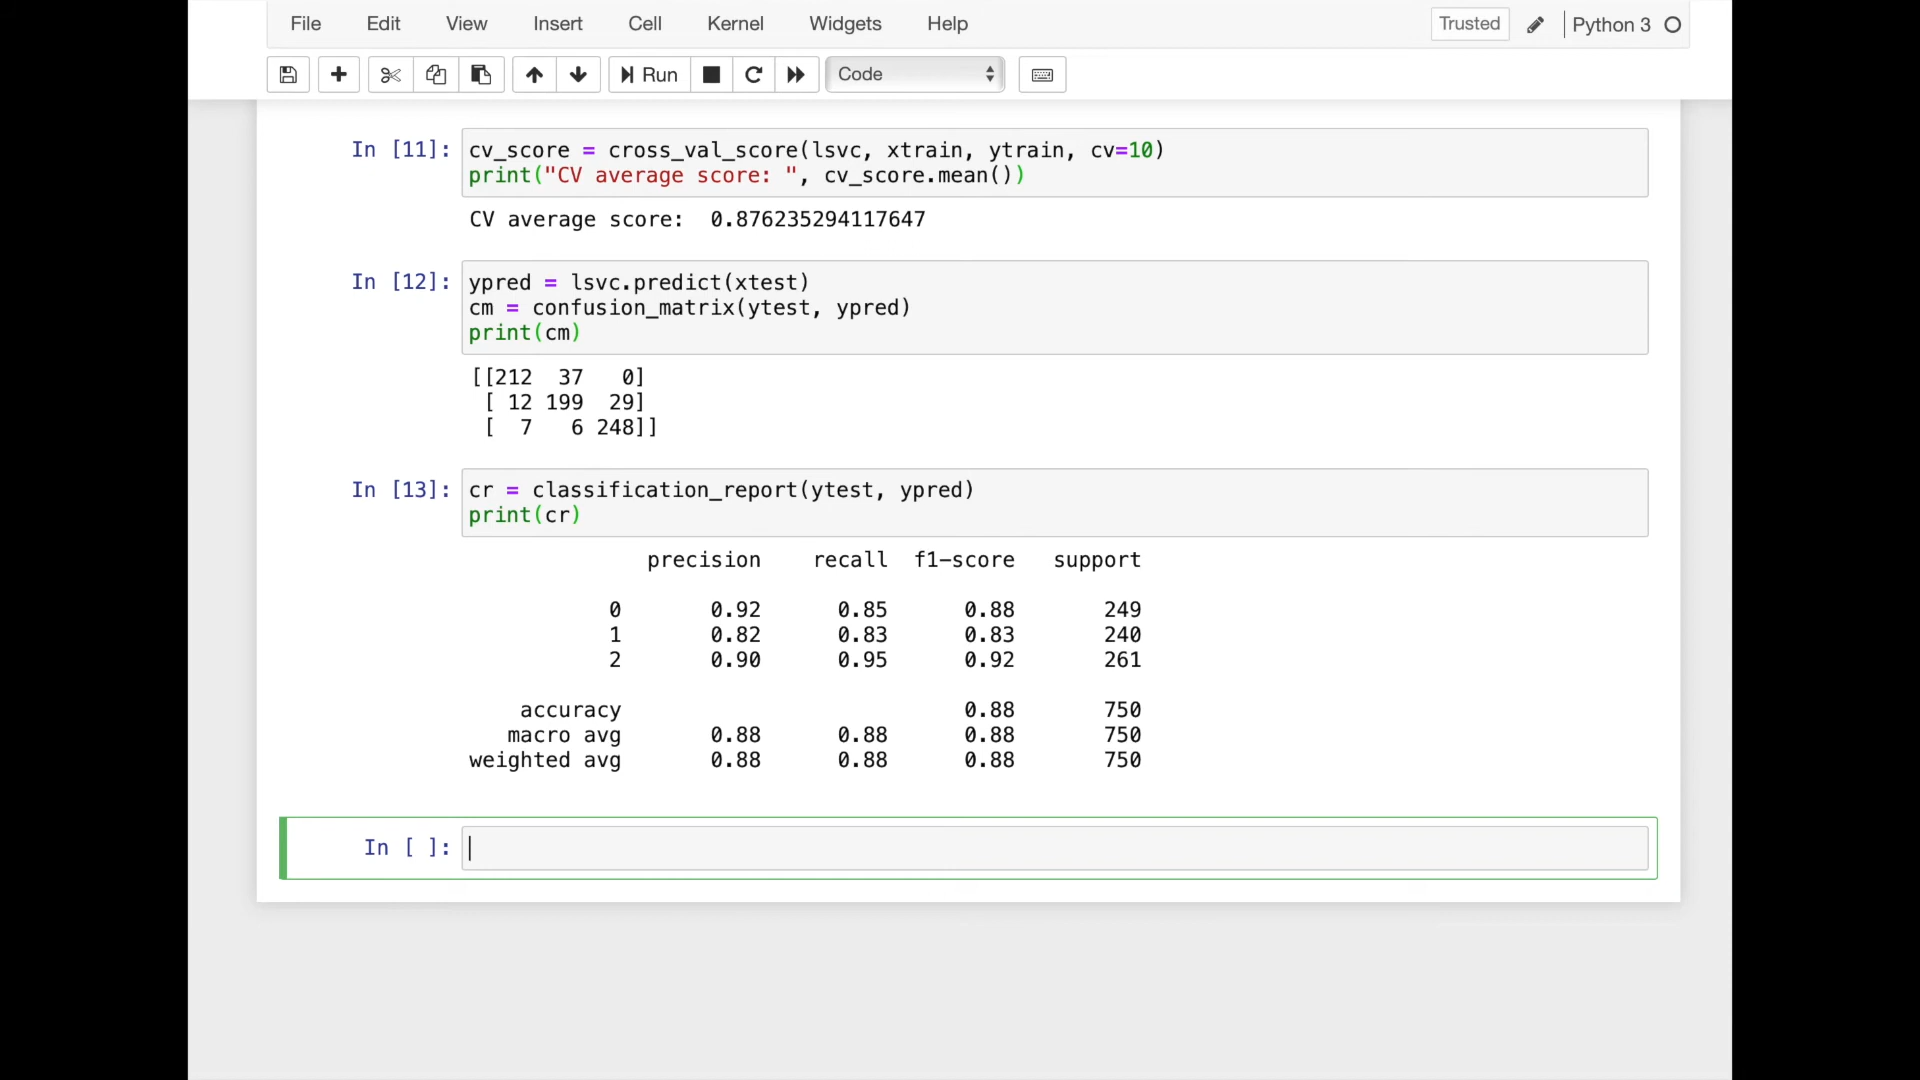 File Edit View Insert Cell Kernel Widgets Help Trusted Python 3
Run Code
In [11]: cv_score = cross_val_score(lsvc, xtrain, ytrain, cv=10)
print("CV average score: ", cv_score.mean())
CV average score:  0.876235294117647
In [12]: ypred = lsvc.predict(xtest)
cm = confusion_matrix(ytest, ypred)
print(cm)
[[212  37   0]
 [ 12 199  29]
 [  7   6 248]]
In [13]: cr = classification_report(ytest, ypred)
print(cr)
precision    recall  f1-score   support
0       0.92      0.85      0.88       249
1       0.82      0.83      0.83       240
2       0.90      0.95      0.92       261
accuracy                           0.88       750
macro avg       0.88      0.88      0.88       750
weighted avg       0.88      0.88      0.88       750
In [ ]: